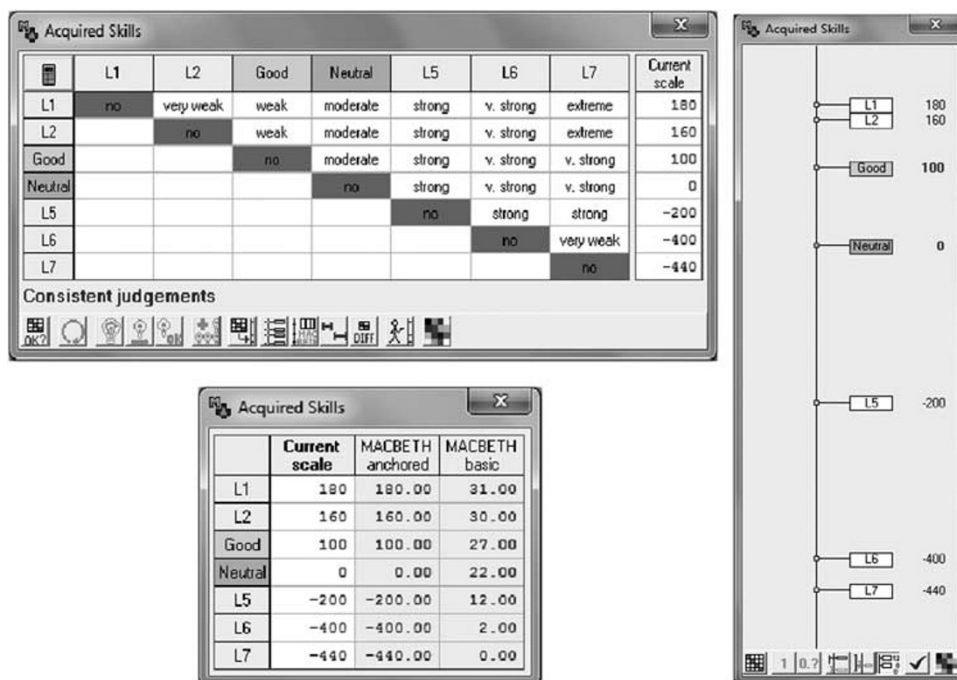 Acquired Skills
L1 L2 Good Neutral L5 L6 L7 Current scale
L1 no very weak weak moderate strong v. strong extreme 180
L2 no weak moderate strong v. strong extreme 160
Good no moderate strong v. strong v. strong 100
Neutral no strong v. strong v. strong 0
L5 no strong strong -200
L6 no very weak -400
L7 no -440
Consistent judgements
OK? DIFF
Acquired Skills
Current scale MACBETH anchored MACBETH basic
L1 180 180.00 31.00
L2 160 160.00 30.00
Good 100 100.00 27.00
Neutral 0 0.00 22.00
L5 -200 -200.00 12.00
L6 -400 -400.00 2.00
L7 -440 -440.00 0.00
Acquired Skills
L1 180
L2 160
Good 100
Neutral 0
L5 -200
L6 -400
L7 -440
1 0.?